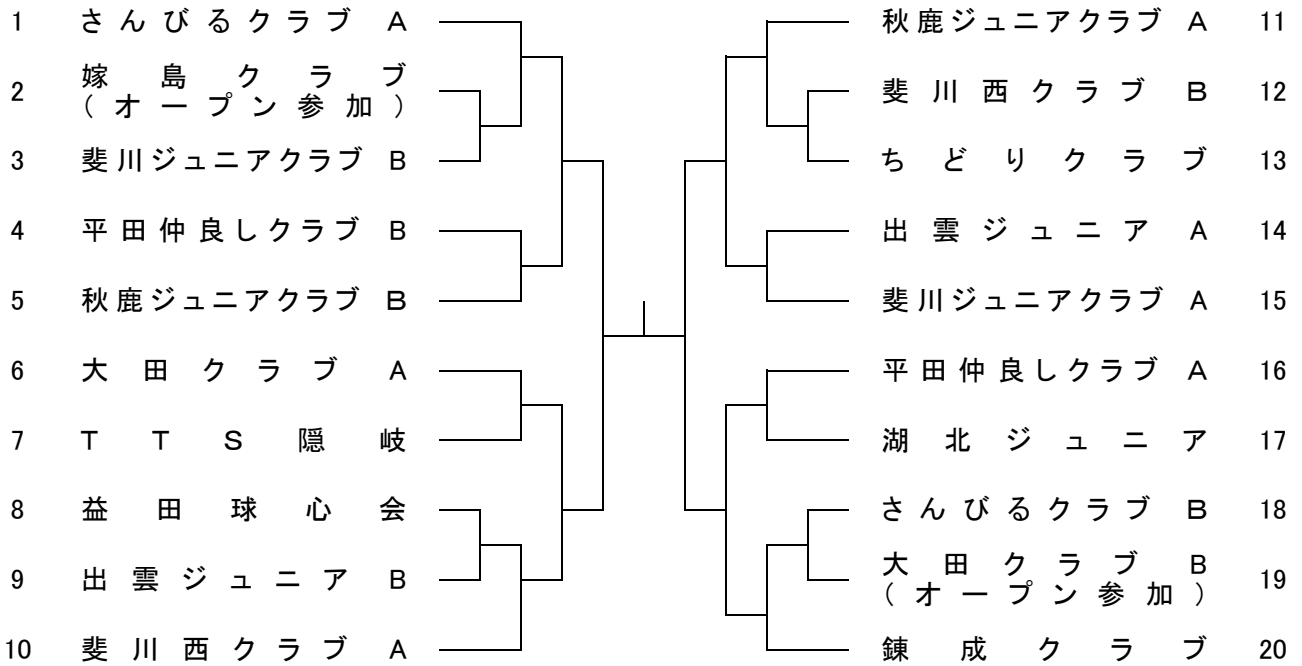 1 さんびるクラブ A
2 嫁島クラブ
(オープン参加)
3 斐川ジュニアクラブ B
4 平田仲良しクラブ B
5 秋鹿ジュニアクラブ B
6 大田クラブ A
7 TTS隠岐
8 益田球心会
9 出雲ジュニア B
10 斐川西クラブ A
秋鹿ジュニアクラブ A 11
斐川西クラブ B 12
ちどりクラブ 13
出雲ジュニア A 14
斐川ジュニアクラブ A 15
平田仲良しクラブ A 16
湖北ジュニア 17
さんびるクラブ B 18
大田クラブ B
(オープン参加) 19
錬成クラブ 20